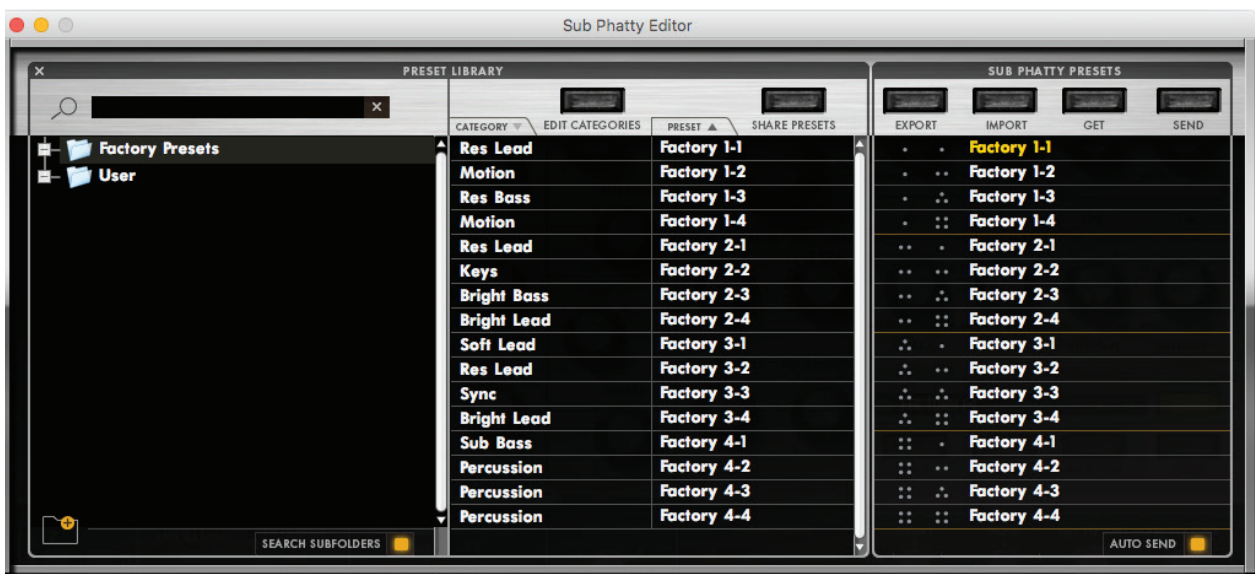 Sub Phatty Editor
PRESET LIBRARY
SUB PHATTY PRESETS
CATEGORY EDIT CATEGORIES PRESET SHARE PRESETS
EXPORT IMPORT GET SEND
Factory Presets
User
Res Lead Factory 1-1 Factory 1-1
Motion Factory 1-2 Factory 1-2
Res Bass Factory 1-3 Factory 1-3
Motion Factory 1-4 Factory 1-4
Res Lead Factory 2-1 Factory 2-1
Keys Factory 2-2 Factory 2-2
Bright Bass Factory 2-3 Factory 2-3
Bright Lead Factory 2-4 Factory 2-4
Soft Lead Factory 3-1 Factory 3-1
Res Lead Factory 3-2 Factory 3-2
Sync Factory 3-3 Factory 3-3
Bright Lead Factory 3-4 Factory 3-4
Sub Bass Factory 4-1 Factory 4-1
Percussion Factory 4-2 Factory 4-2
Percussion Factory 4-3 Factory 4-3
Percussion Factory 4-4 Factory 4-4
SEARCH SUBFOLDERS
AUTO SEND